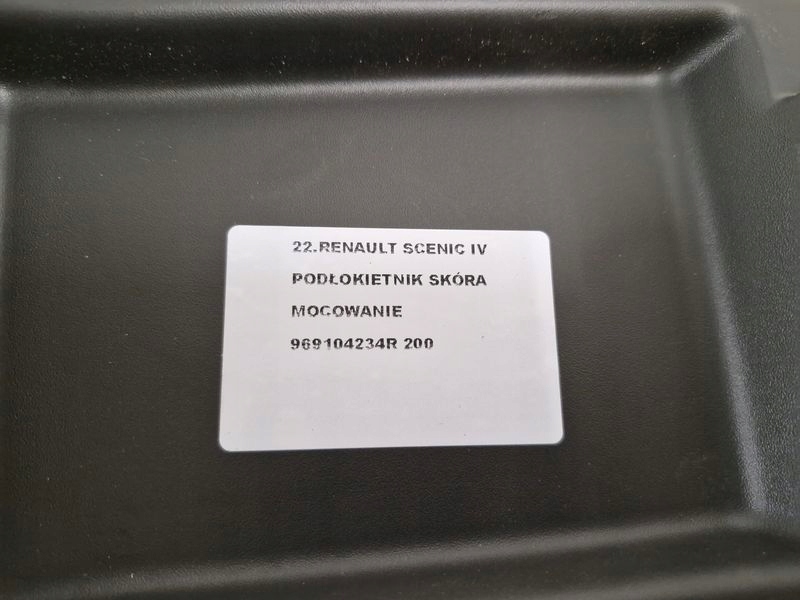 22.RENAULT SCENIC IV
PODŁOKIETNIK SKÓRA
MOCOWANIE
969104234R 200